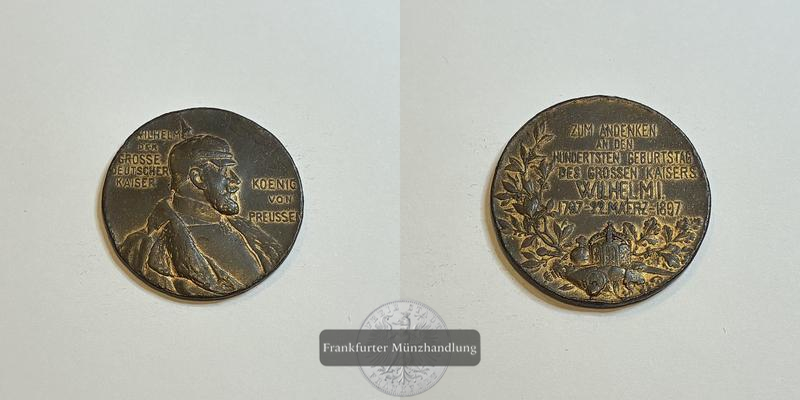 WILHELM
DER
GROSSE
DEUTSCHER
KAISER
KOENIG
VON
PREUSSEN
ZUM ANDENKEN
AN DEN
HUNDERTSTEN GEBURTSTAG
DES GROSSEN KAISERS
WILHELM I.
1797-22.MAERZ-1897
Frankfurter Münzhandlung